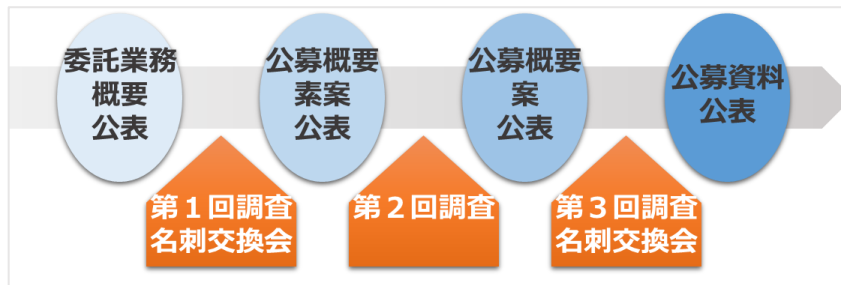 委託業務
概要
公表
公募概要
素案
公表
公募概要
案
公表
公募資料
公表
第１回調査
名刺交換会
第２回調査
第３回調査
名刺交換会